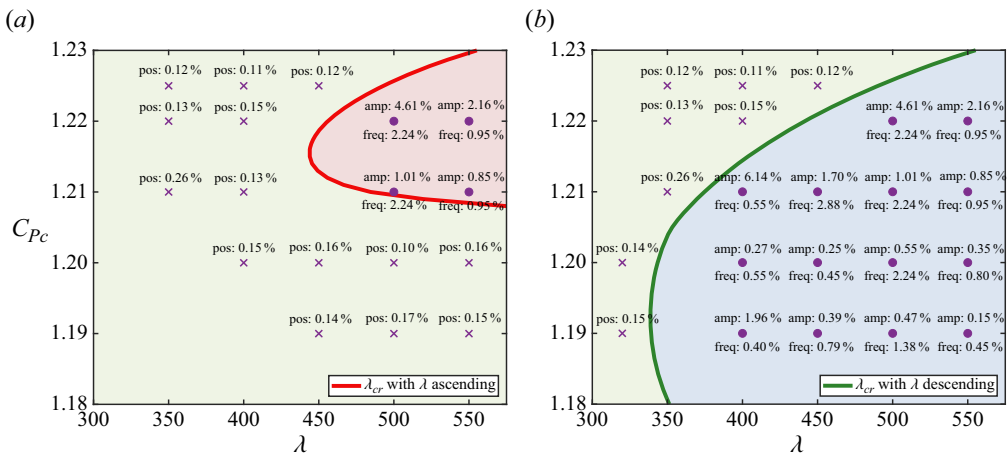 (a)
(b)
1.23
pos: 0.12 % pos: 0.11 % pos: 0.12 %
1.22
pos: 0.13 % pos: 0.15 % amp: 4.61 % amp: 2.16 %
freq: 2.24 % freq: 0.95 %
1.21
pos: 0.26 % pos: 0.13 % amp: 1.01 % amp: 0.85 %
freq: 2.24 % freq: 0.95 %
C_{Pc}
1.20
pos: 0.15 % pos: 0.16 % pos: 0.10 % pos: 0.16 %
1.19
pos: 0.14 % pos: 0.17 % pos: 0.15 %
λ_{cr} with λ ascending
1.18
300 350 400 450 500 550
λ
1.23
pos: 0.12 % pos: 0.11 % pos: 0.12 %
1.22
pos: 0.13 % pos: 0.15 % amp: 4.61 % amp: 2.16 %
freq: 2.24 % freq: 0.95 %
1.21
pos: 0.26 % amp: 6.14 % amp: 1.70 % amp: 1.01 % amp: 0.85 %
freq: 0.55 % freq: 2.88 % freq: 2.24 % freq: 0.95 %
1.20
pos: 0.14 % amp: 0.27 % amp: 0.25 % amp: 0.55 % amp: 0.35 %
freq: 0.55 % freq: 0.45 % freq: 2.24 % freq: 0.80 %
1.19
pos: 0.15 % amp: 1.96 % amp: 0.39 % amp: 0.47 % amp: 0.15 %
freq: 0.40 % freq: 0.79 % freq: 1.38 % freq: 0.45 %
λ_{cr} with λ descending
1.18
300 350 400 450 500 550
λ